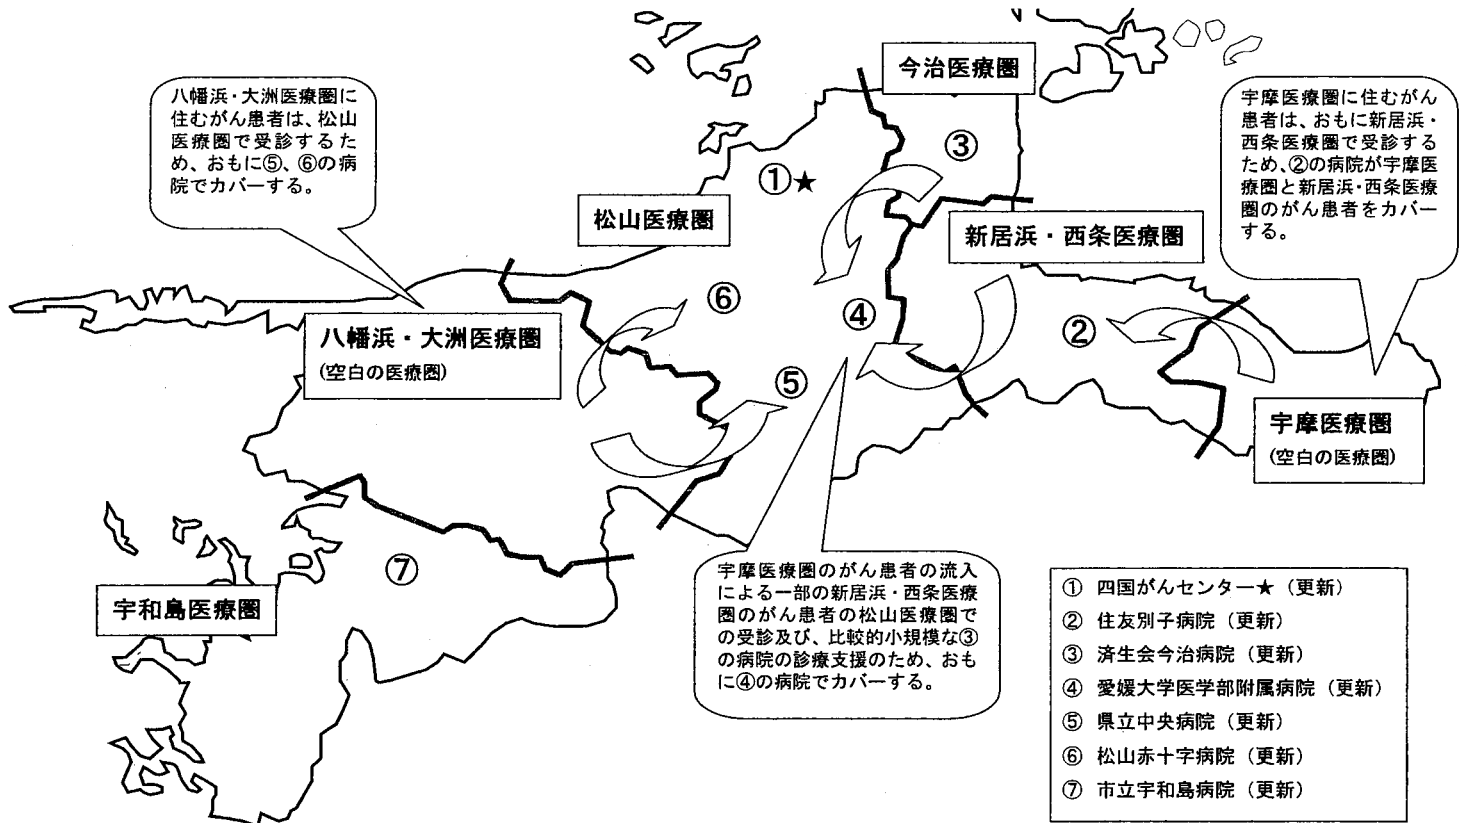 今治医療圏
八幡浜・大洲医療圏に
住むがん患者は、松山
医療圏で受診するた
め、おもに⑤、⑥の病
院でカバーする。
宇摩医療圏に住むがん
患者は、おもに新居浜・
西条医療圏で受診する
ため、②の病院が宇摩医
療圏と新居浜・西条医療
圏のがん患者をカバー
する。
③
①★
松山医療圏
新居浜・西条医療圏
⑥
④
②
八幡浜・大洲医療圏
(空白の医療圏)
⑤
宇摩医療圏
(空白の医療圏)
⑦
宇和島医療圏
宇摩医療圏のがん患者の流入
による一部の新居浜・西条医療
圏のがん患者の松山医療圏で
の受診及び、比較的小規模な③
の病院の診療支援のため、おも
に④の病院でカバーする。
① 四国がんセンター★（更新）
② 住友別子病院（更新）
③ 済生会今治病院（更新）
④ 愛媛大学医学部附属病院（更新）
⑤ 県立中央病院（更新）
⑥ 松山赤十字病院（更新）
⑦ 市立宇和島病院（更新）